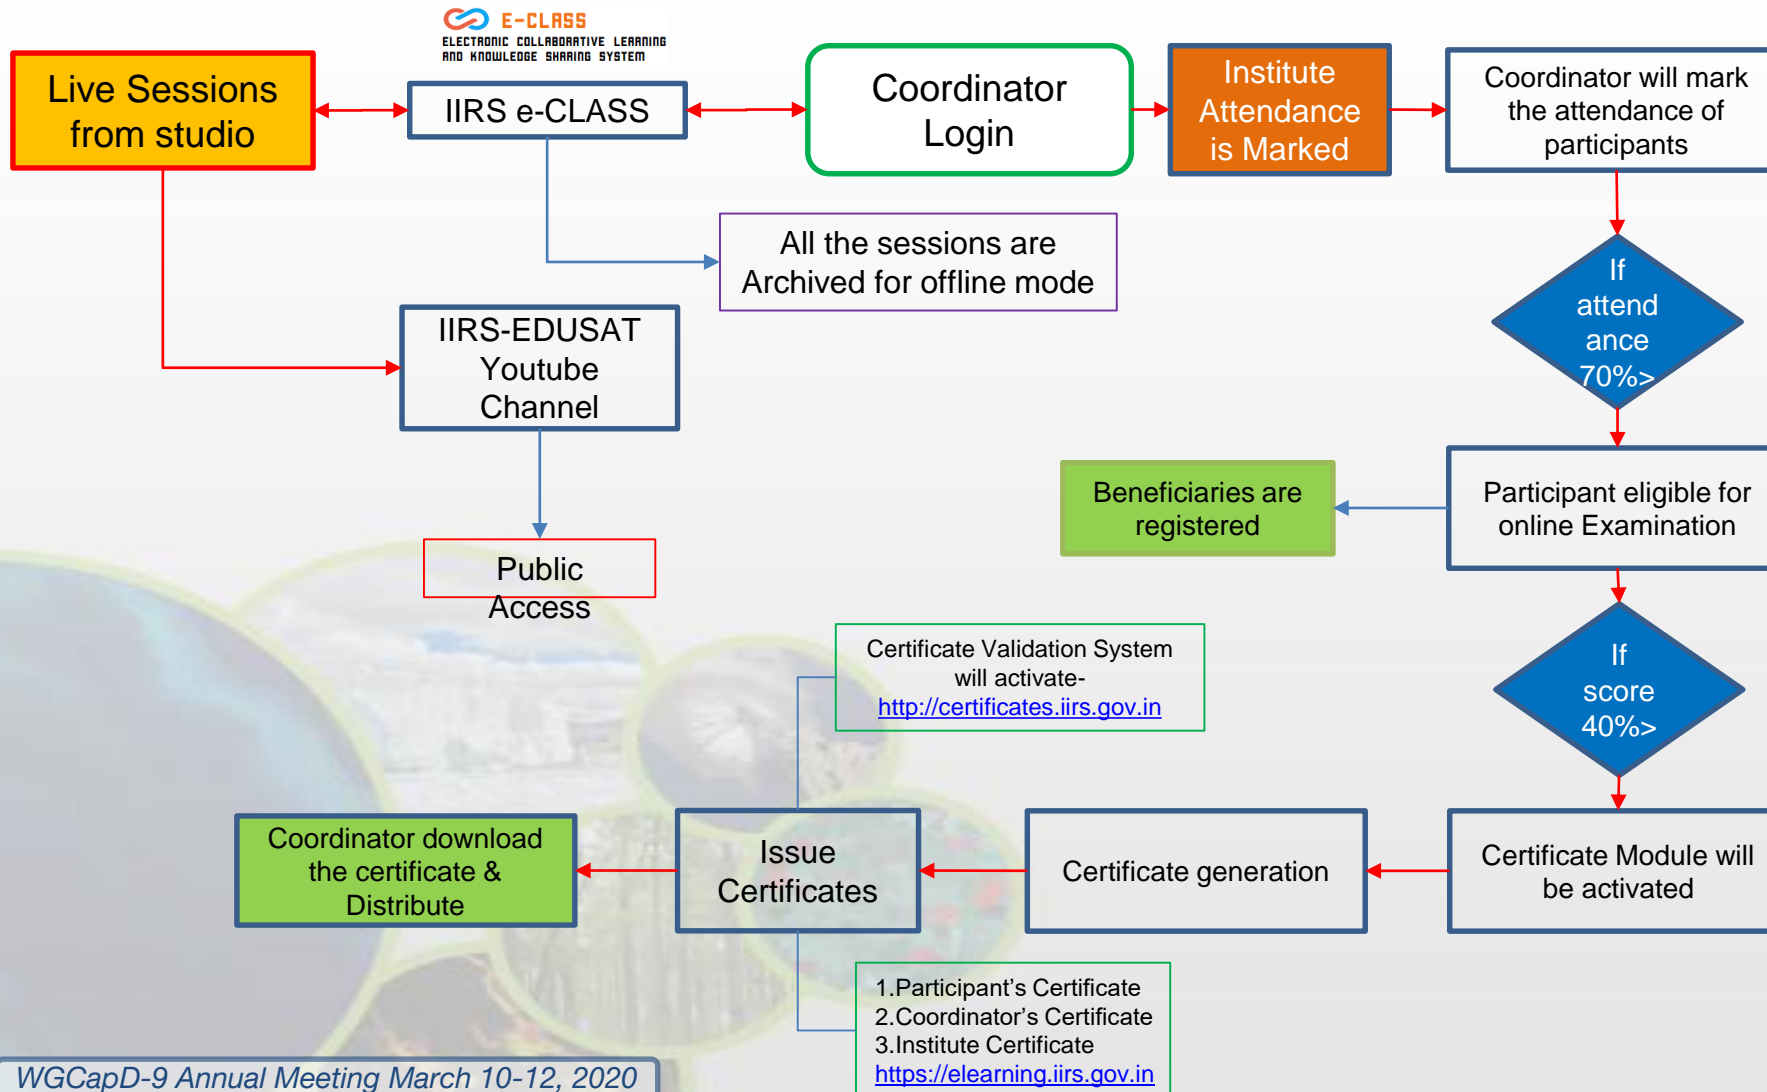 E-CLASS
ELECTRONIC COLLABORATIVE LEARNING
AND KNOWLEDGE SHARING SYSTEM
Live Sessions
from studio
IIRS e-CLASS
Coordinator
Login
Institute
Attendance
is Marked
Coordinator will mark
the attendance of
participants
All the sessions are
Archived for offline mode
If
attend
ance
70%>
IIRS-EDUSAT
Youtube
Channel
Beneficiaries are
registered
Participant eligible for
online Examination
Public
Access
Certificate Validation System
will activate-
http://certificates.iirs.gov.in
If
score
40%>
Coordinator download
the certificate &
Distribute
Issue
Certificates
Certificate generation
Certificate Module will
be activated
1.Participant’s Certificate
2.Coordinator’s Certificate
3.Institute Certificate
https://elearning.iirs.gov.in
WGCapD-9 Annual Meeting March 10-12, 2020